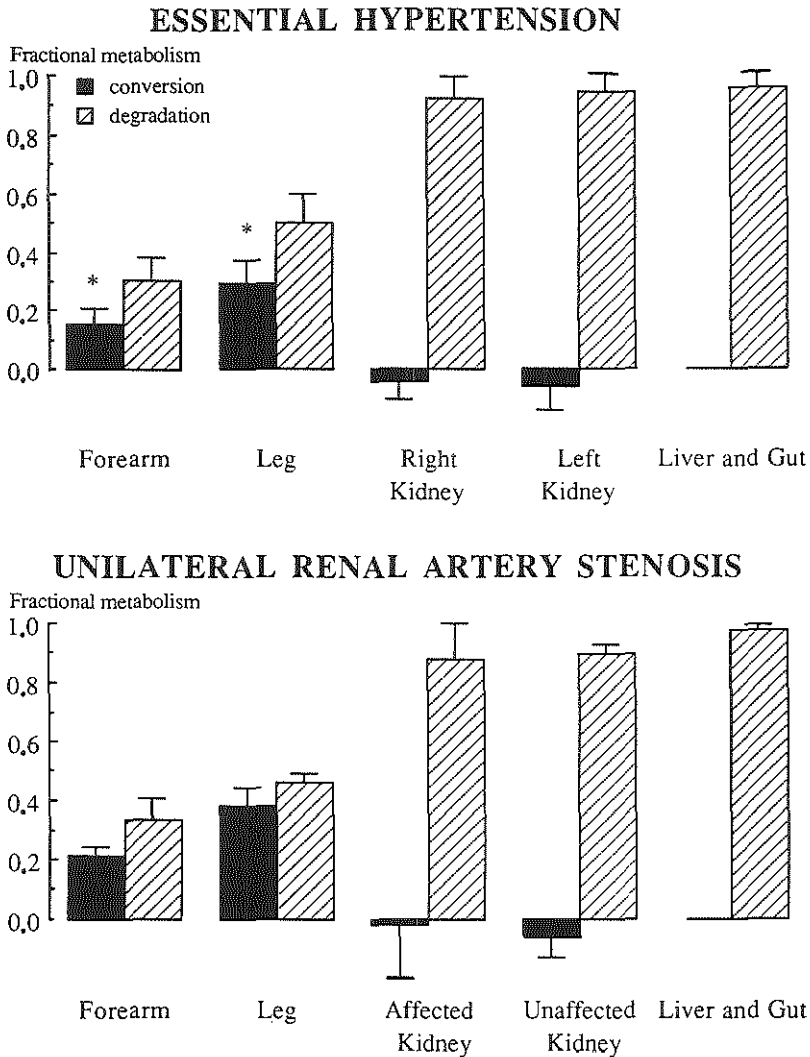 ESSENTIAL HYPERTENSION
Fractional metabolism
1.0
conversion
degradation
0.8
0.6
0.4
*
*
0.2
0.0
Forearm Leg Right Left Liver and Gut
Kidney Kidney
UNILATERAL RENAL ARTERY STENOSIS
Fractional metabolism
1.0
0.8
0.6
0.4
0.2
0.0
Forearm Leg Affected Unaffected Liver and Gut
Kidney Kidney